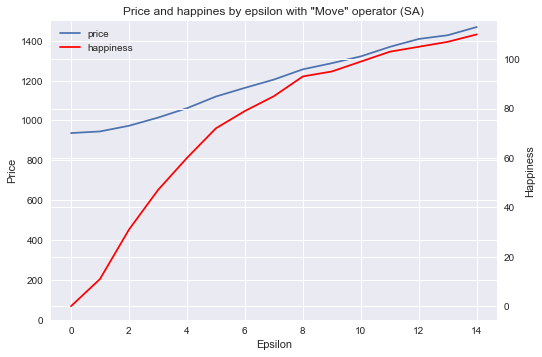 Price and happines by epsilon with "Move" operator (SA)
price
happiness
1400
1200
1000
800
600
400
200
0
Price
100
80
60
40
20
0
Happiness
0 2 4 6 8 10 12 14
Epsilon